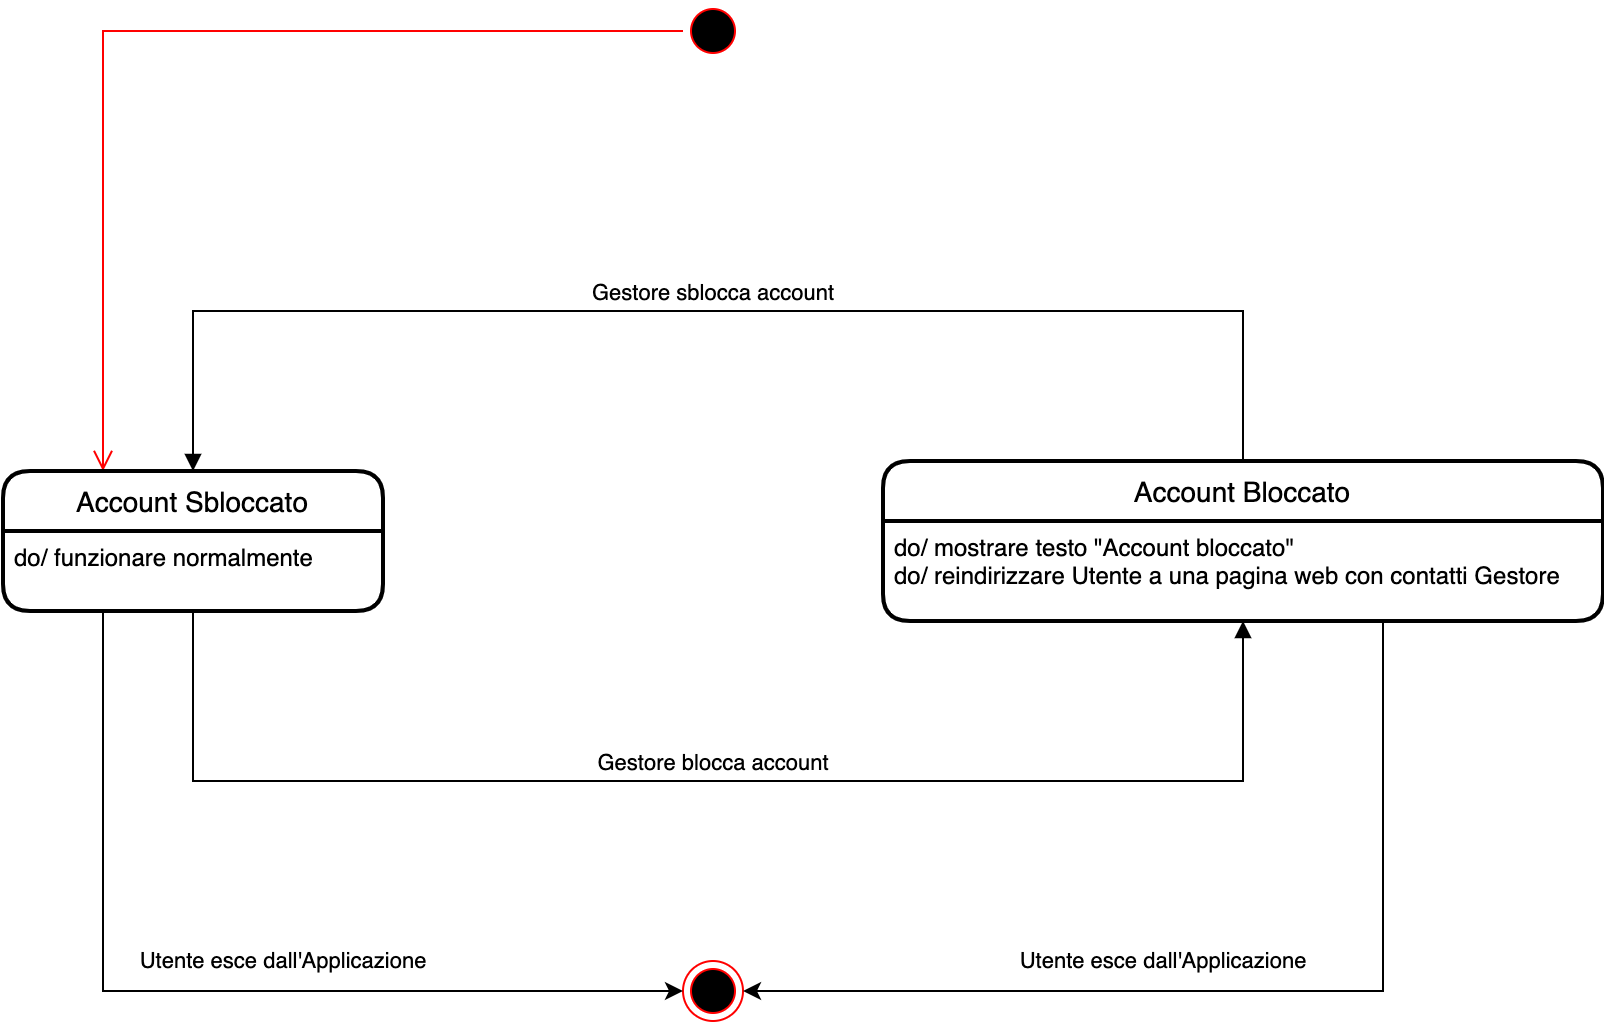 Gestore sblocca account
Account Sbloccato
do/ funzionare normalmente
Account Bloccato
do/ mostrare testo "Account bloccato"
do/ reindirizzare Utente a una pagina web con contatti Gestore
Gestore blocca account
Utente esce dall'Applicazione
Utente esce dall'Applicazione